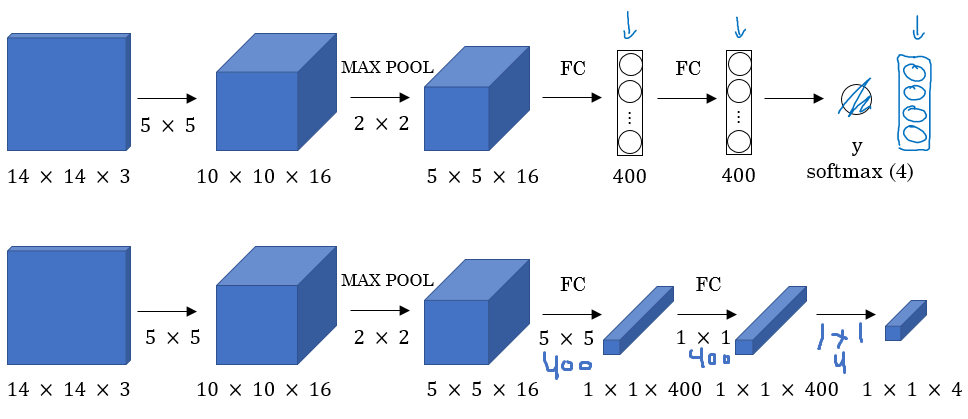 MAX POOL
FC
FC
5 × 5
2 × 2
...
...
y
14 × 14 × 3
10 × 10 × 16
5 × 5 × 16
400
400
softmax (4)
MAX POOL
FC
FC
5 × 5
2 × 2
5 × 5
1 × 1
1 × 1
400
400
4
14 × 14 × 3
10 × 10 × 16
5 × 5 × 16
1 × 1 × 400
1 × 1 × 400
1 × 1 × 4